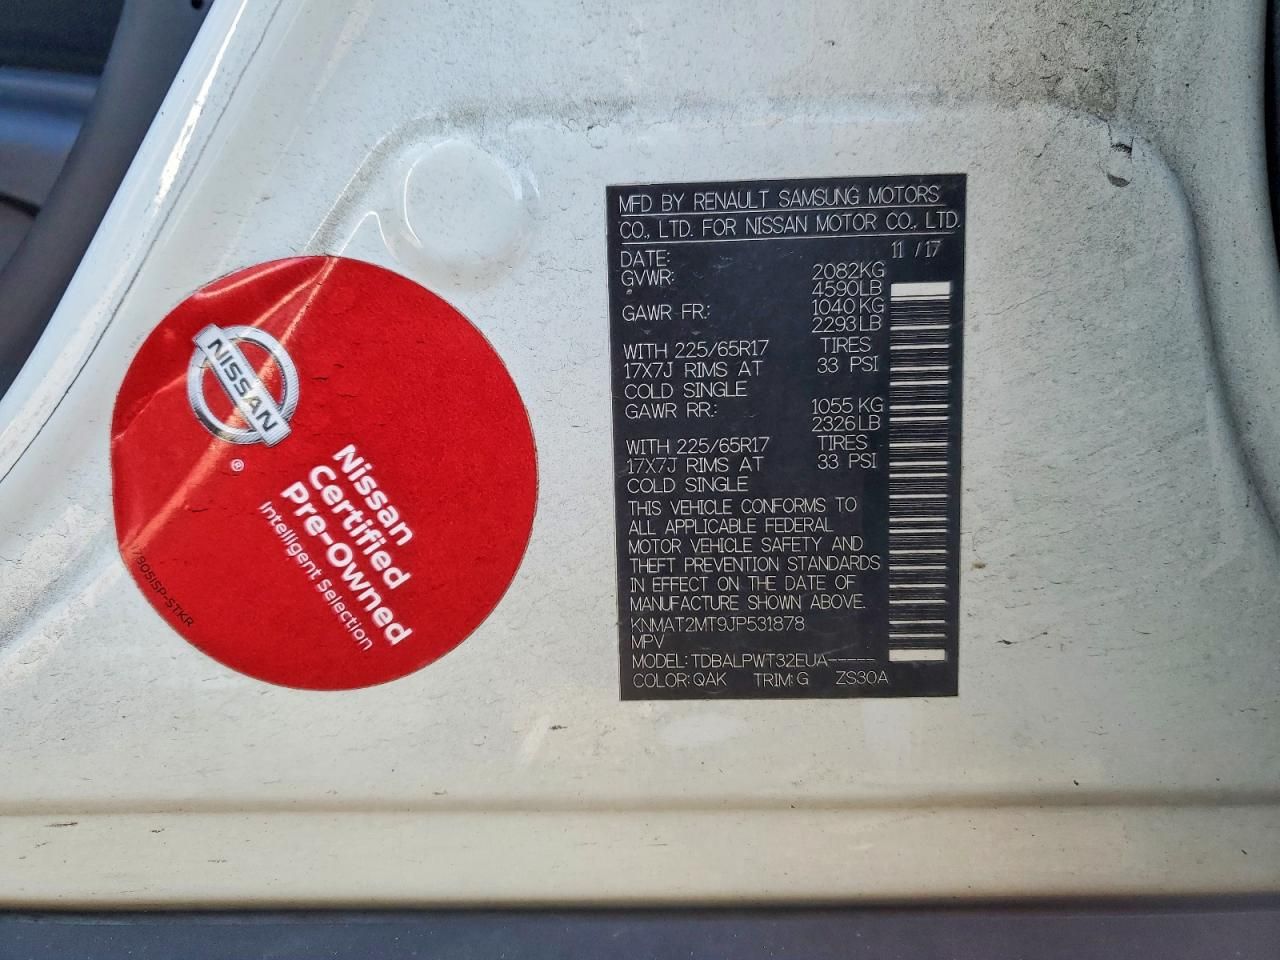 NISSAN
®
Nissan
Certified
Pre-Owned
Intelligent Selection
MFD BY RENAULT SAMSUNG MOTORS
CO., LTD. FOR NISSAN MOTOR CO., LTD.
DATE: 11 / 17
GVWR: 2082KG
4590LB
GAWR FR: 1040 KG
2293LB
WITH 225/65R17 TIRES
17X7J RIMS AT 33 PSI
COLD SINGLE
GAWR RR: 1055 KG
2326LB
WITH 225/65R17 TIRES
17X7J RIMS AT 33 PSI
COLD SINGLE
THIS VEHICLE CONFORMS TO
ALL APPLICABLE FEDERAL
MOTOR VEHICLE SAFETY AND
THEFT PREVENTION STANDARDS
IN EFFECT ON THE DATE OF
MANUFACTURE SHOWN ABOVE.
KNMAT2MT9JP531878
MPV
MODEL: TDBALPWT32EUA-----
COLOR: QAK TRIM: G ZS30A